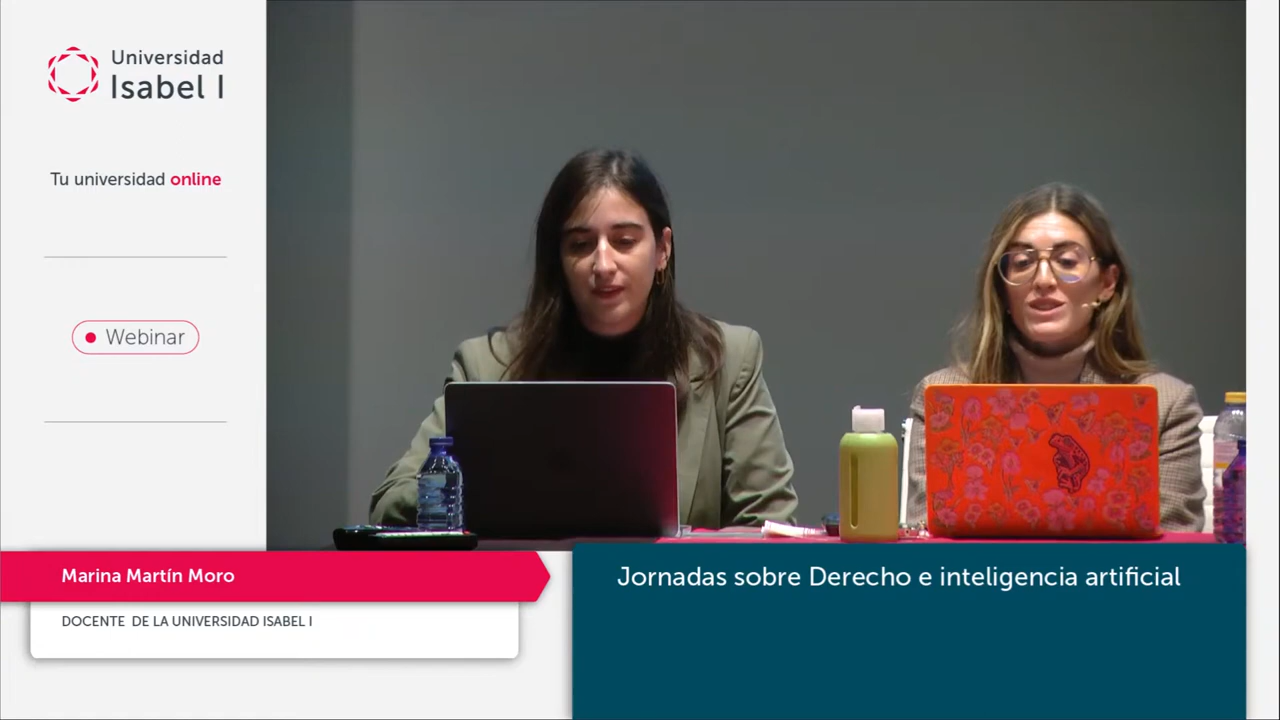 Universidad
Isabel I
Tu universidad online
Webinar
Marina Martín Moro
DOCENTE DE LA UNIVERSIDAD ISABEL I
Jornadas sobre Derecho e inteligencia artificial